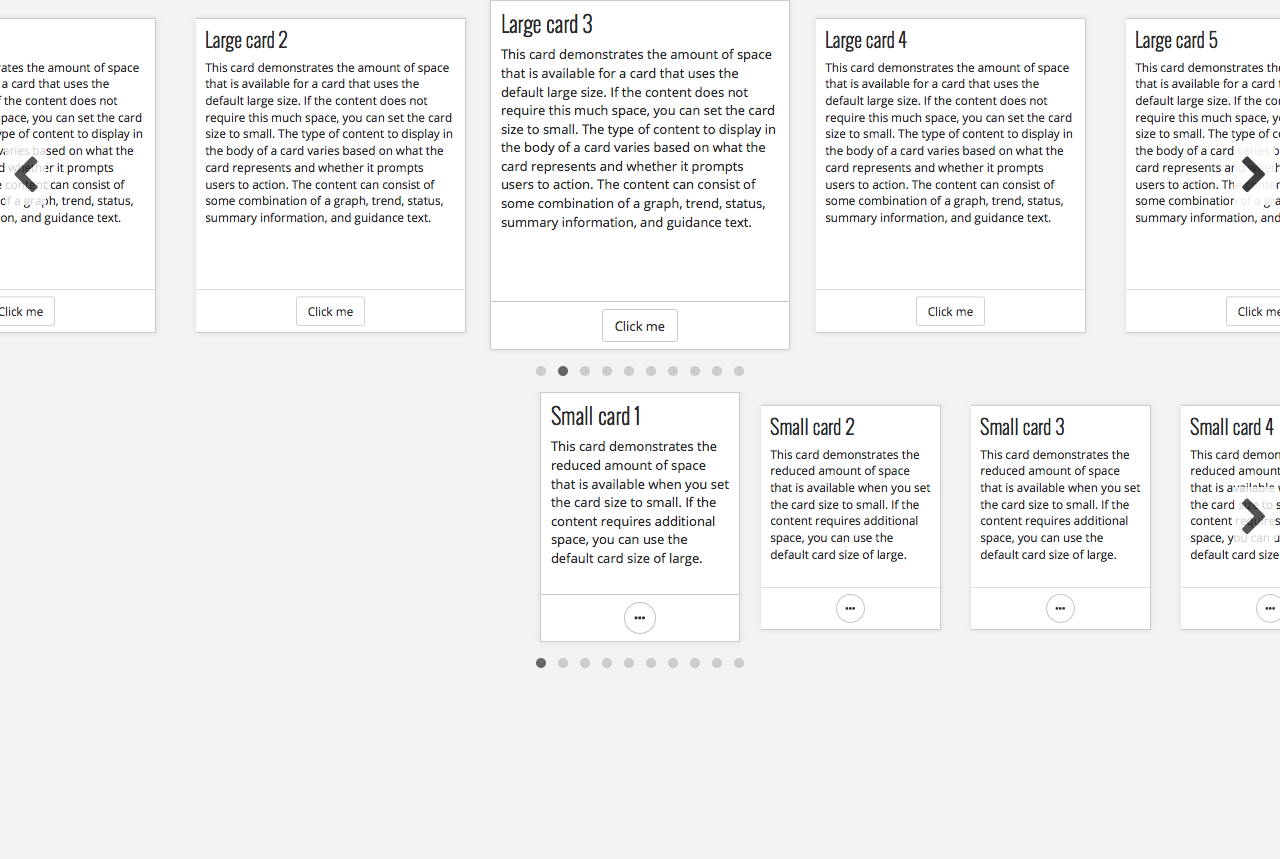 ates the amount of space
a card that uses the
f the content does not
pace, you can set the card
ype of content to display in
varies based on what the
whether it prompts
content can consist of
of a graph, trend, status,
on, and guidance text.
Click me
Large card 2
This card demonstrates the amount of space
that is available for a card that uses the
default large size. If the content does not
require this much space, you can set the card
size to small. The type of content to display in
the body of a card varies based on what the
card represents and whether it prompts
users to action. The content can consist of
some combination of a graph, trend, status,
summary information, and guidance text.
Click me
Large card 3
This card demonstrates the amount of space
that is available for a card that uses the
default large size. If the content does not
require this much space, you can set the card
size to small. The type of content to display in
the body of a card varies based on what the
card represents and whether it prompts
users to action. The content can consist of
some combination of a graph, trend, status,
summary information, and guidance text.
Click me
Large card 4
This card demonstrates the amount of space
that is available for a card that uses the
default large size. If the content does not
require this much space, you can set the card
size to small. The type of content to display in
the body of a card varies based on what the
card represents and whether it prompts
users to action. The content can consist of
some combination of a graph, trend, status,
summary information, and guidance text.
Click me
Large card 5
This card demonstrates th
that is available for a card
default large size. If the co
require this much space, y
size to small. The type of c
the body of a card varies b
card represents and
users to action. The
some combination of a gra
summary information, and
Click me
Small card 1
This card demonstrates the
reduced amount of space
that is available when you set
the card size to small. If the
content requires additional
space, you can use the
default card size of large.
Small card 2
This card demonstrates the
reduced amount of space
that is available when you set
the card size to small. If the
content requires additional
space, you can use the
default card size of large.
Small card 3
This card demonstrates the
reduced amount of space
that is available when you set
the card size to small. If the
content requires additional
space, you can use the
default card size of large.
Small card 4
This card demon
reduced amount
that is available w
the card size to s
content requires
space, you can u
default card size